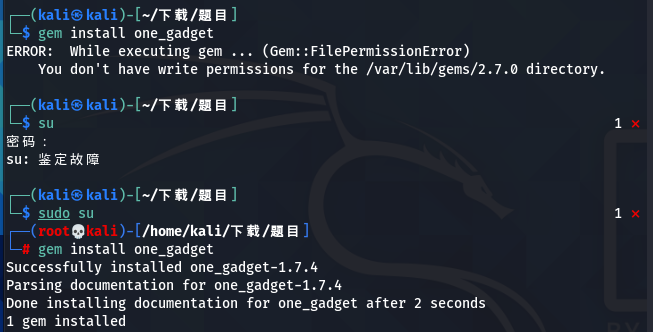 ┌──(kali㉿kali)-[~/下载/题目]
└─$ gem install one_gadget
ERROR:  While executing gem ... (Gem::FilePermissionError)
    You don't have write permissions for the /var/lib/gems/2.7.0 directory.
┌──(kali㉿kali)-[~/下载/题目]
└─$ su 1 ⨯
密码：
su: 鉴定故障
┌──(kali㉿kali)-[~/下载/题目]
└─$ sudo su 1 ⨯
┌──(root💀kali)-[/home/kali/下载/题目]
└─# gem install one_gadget
Successfully installed one_gadget-1.7.4
Parsing documentation for one_gadget-1.7.4
Done installing documentation for one_gadget after 2 seconds
1 gem installed